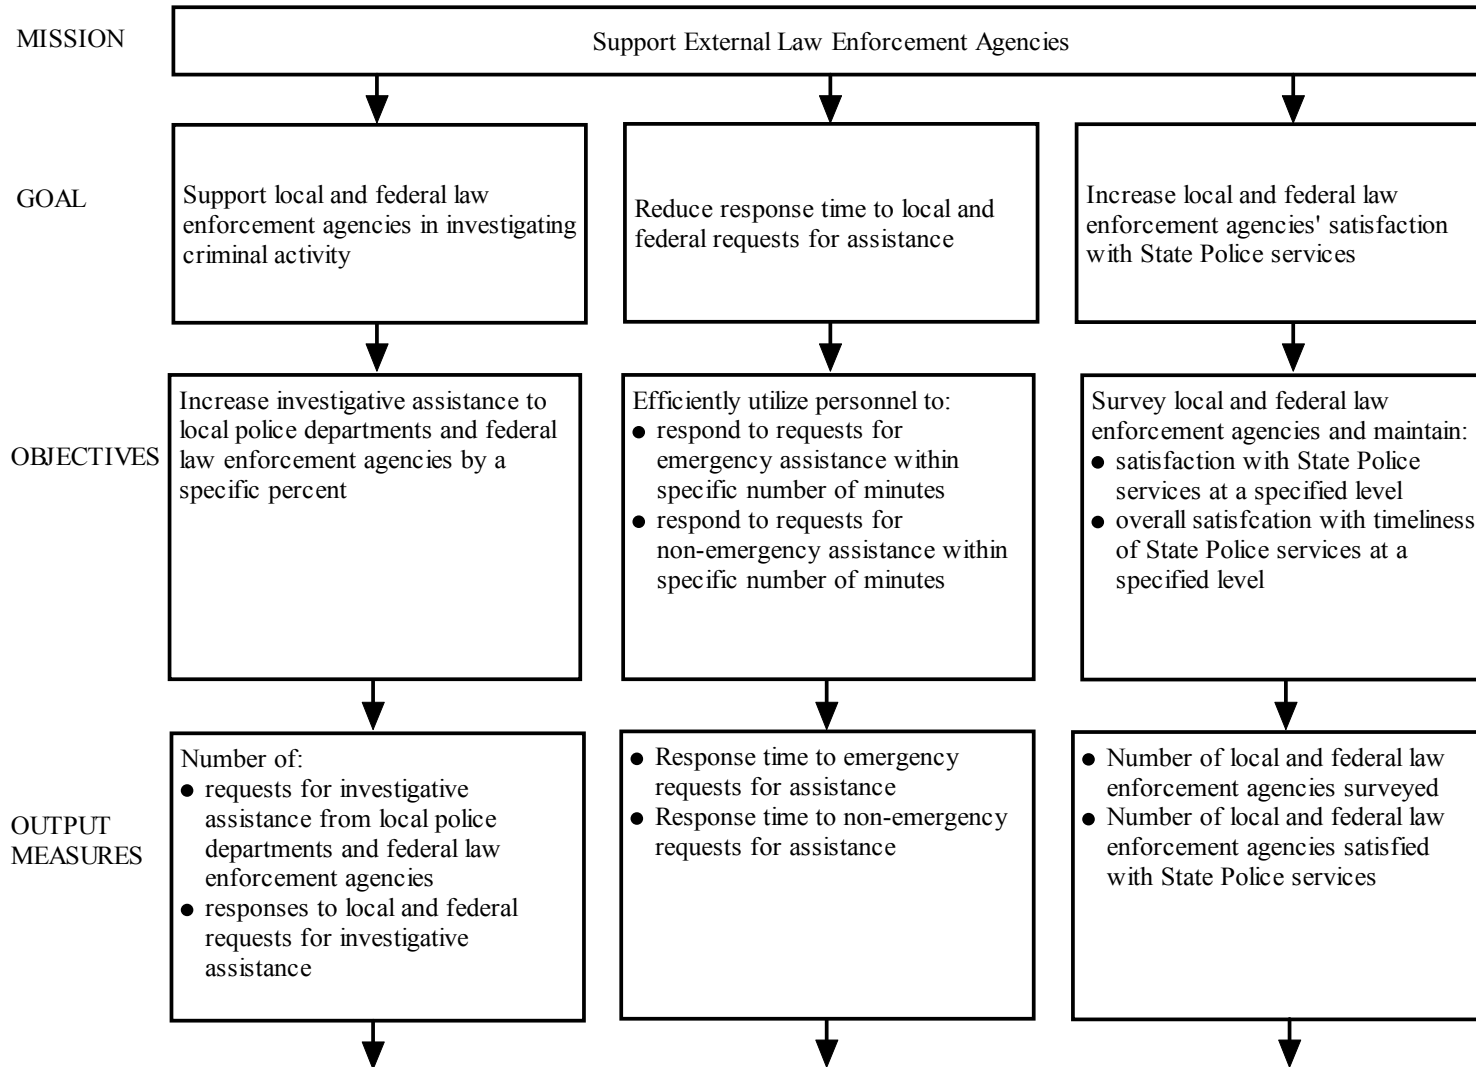 MISSION
Support External Law Enforcement Agencies
GOAL
Support local and federal law
enforcement agencies in investigating
criminal activity
Reduce response time to local and
federal requests for assistance
Increase local and federal law
enforcement agencies' satisfaction
with State Police services
OBJECTIVES
Increase investigative assistance to
local police departments and federal
law enforcement agencies by a
specific percent
Efficiently utilize personnel to:
● respond to requests for
emergency assistance within
specific number of minutes
● respond to requests for
non-emergency assistance within
specific number of minutes
Survey local and federal law
enforcement agencies and maintain:
● satisfaction with State Police
services at a specified level
● overall satisfcation with timeliness
of State Police services at a
specified level
OUTPUT
MEASURES
Number of:
● requests for investigative
assistance from local police
departments and federal law
enforcement agencies
● responses to local and federal
requests for investigative
assistance
● Response time to emergency
requests for assistance
● Response time to non-emergency
requests for assistance
● Number of local and federal law
enforcement agencies surveyed
● Number of local and federal law
enforcement agencies satisfied
with State Police services